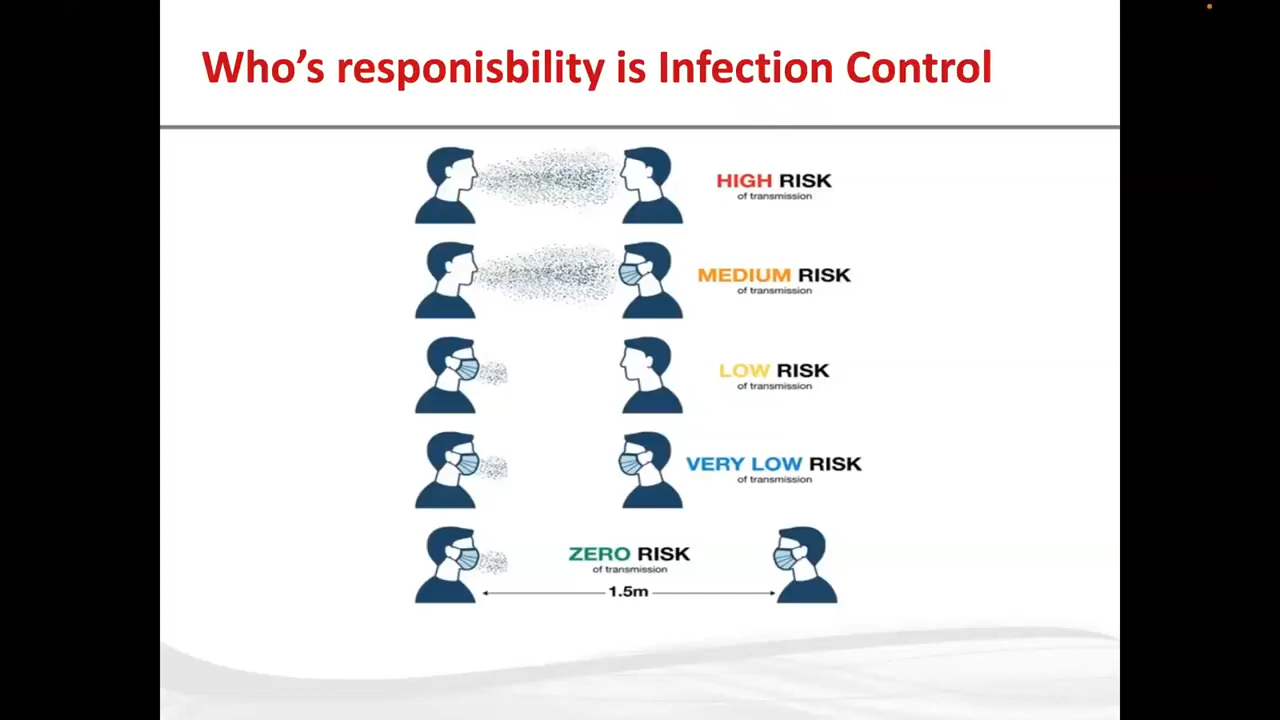 Who’s responisbility is Infection Control
HIGH RISK
of transmission
MEDIUM RISK
of transmission
LOW RISK
of transmission
VERY LOW RISK
of transmission
ZERO RISK
of transmission
1.5m